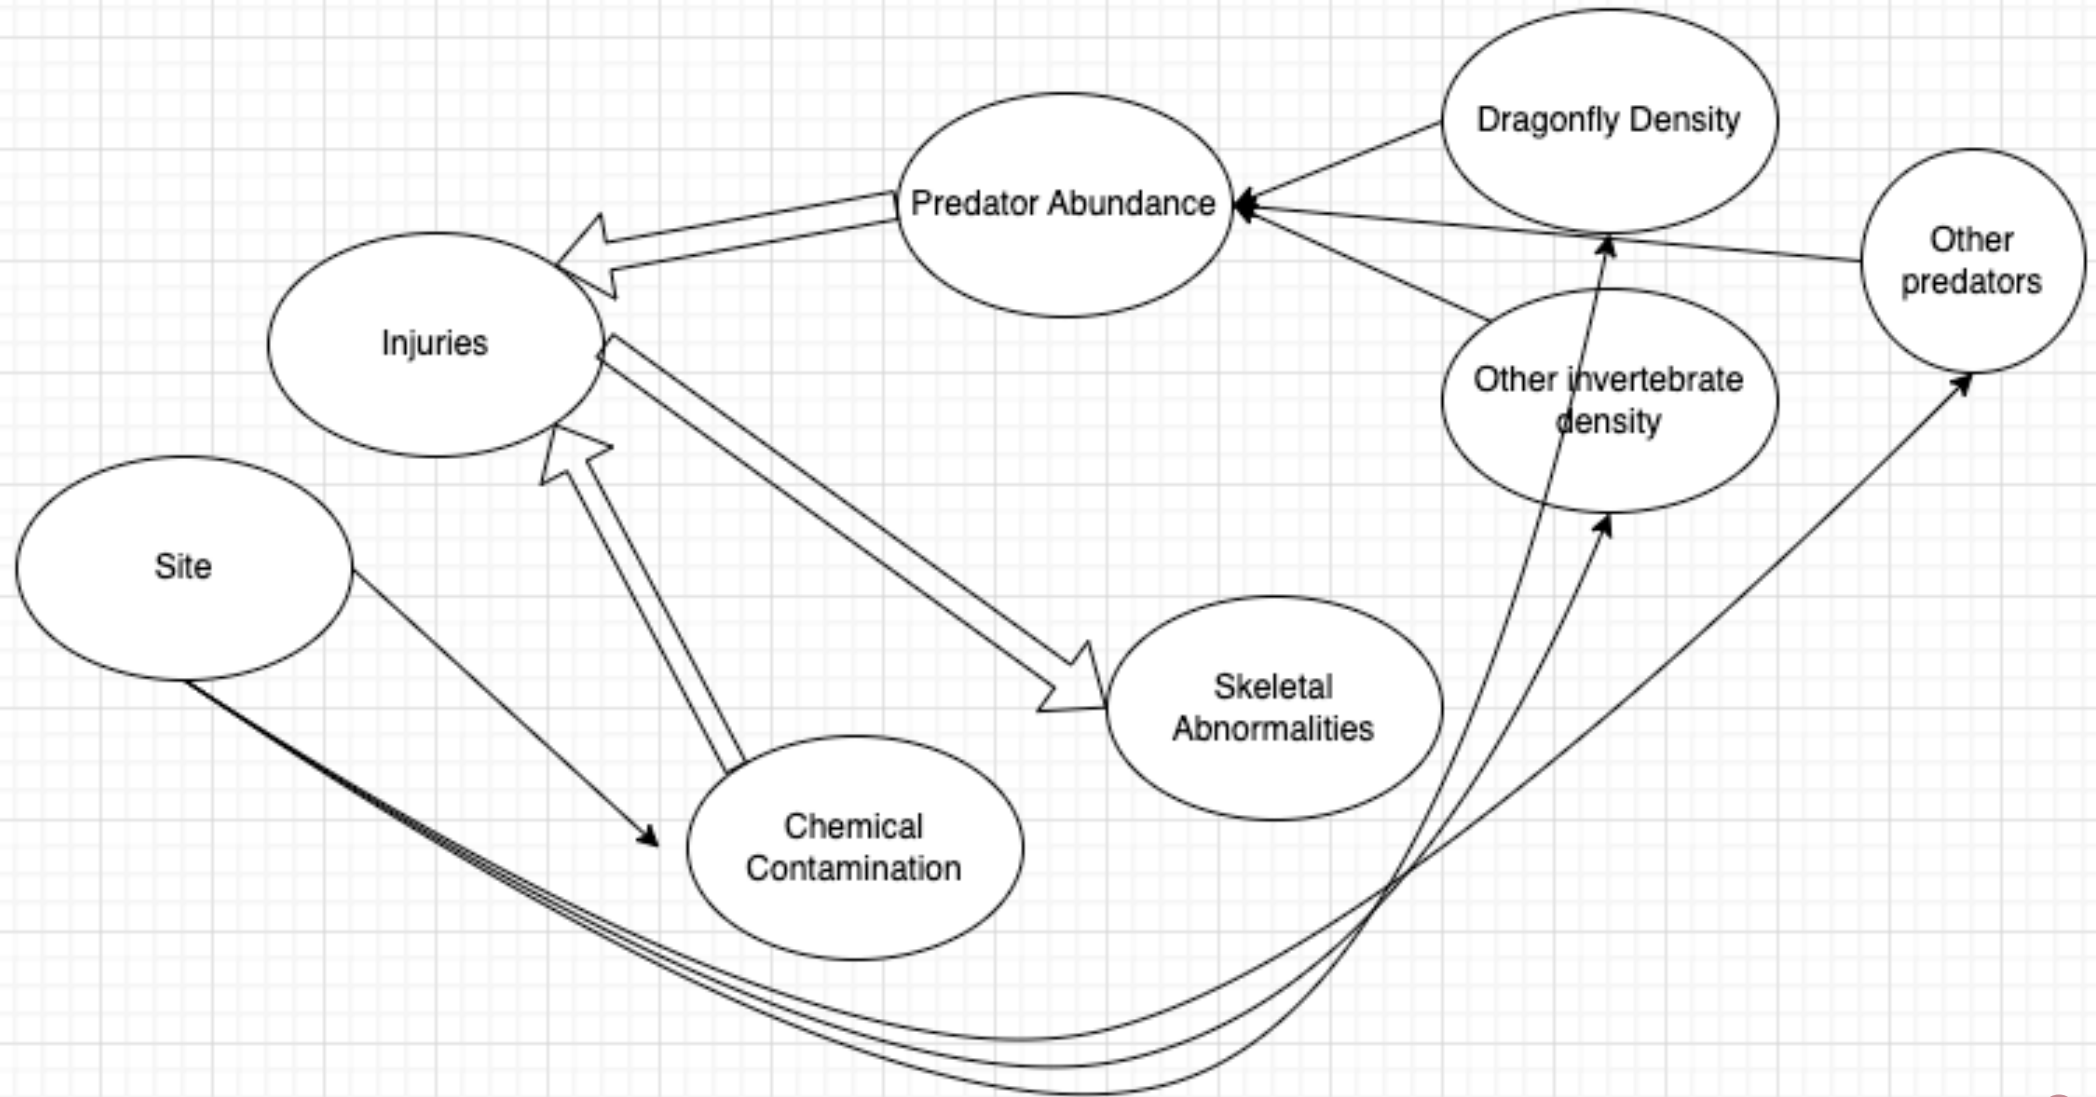 Dragonfly Density
Predator Abundance
Other
predators
Injuries
Other invertebrate
density
Site
Skeletal
Abnormalities
Chemical
Contamination